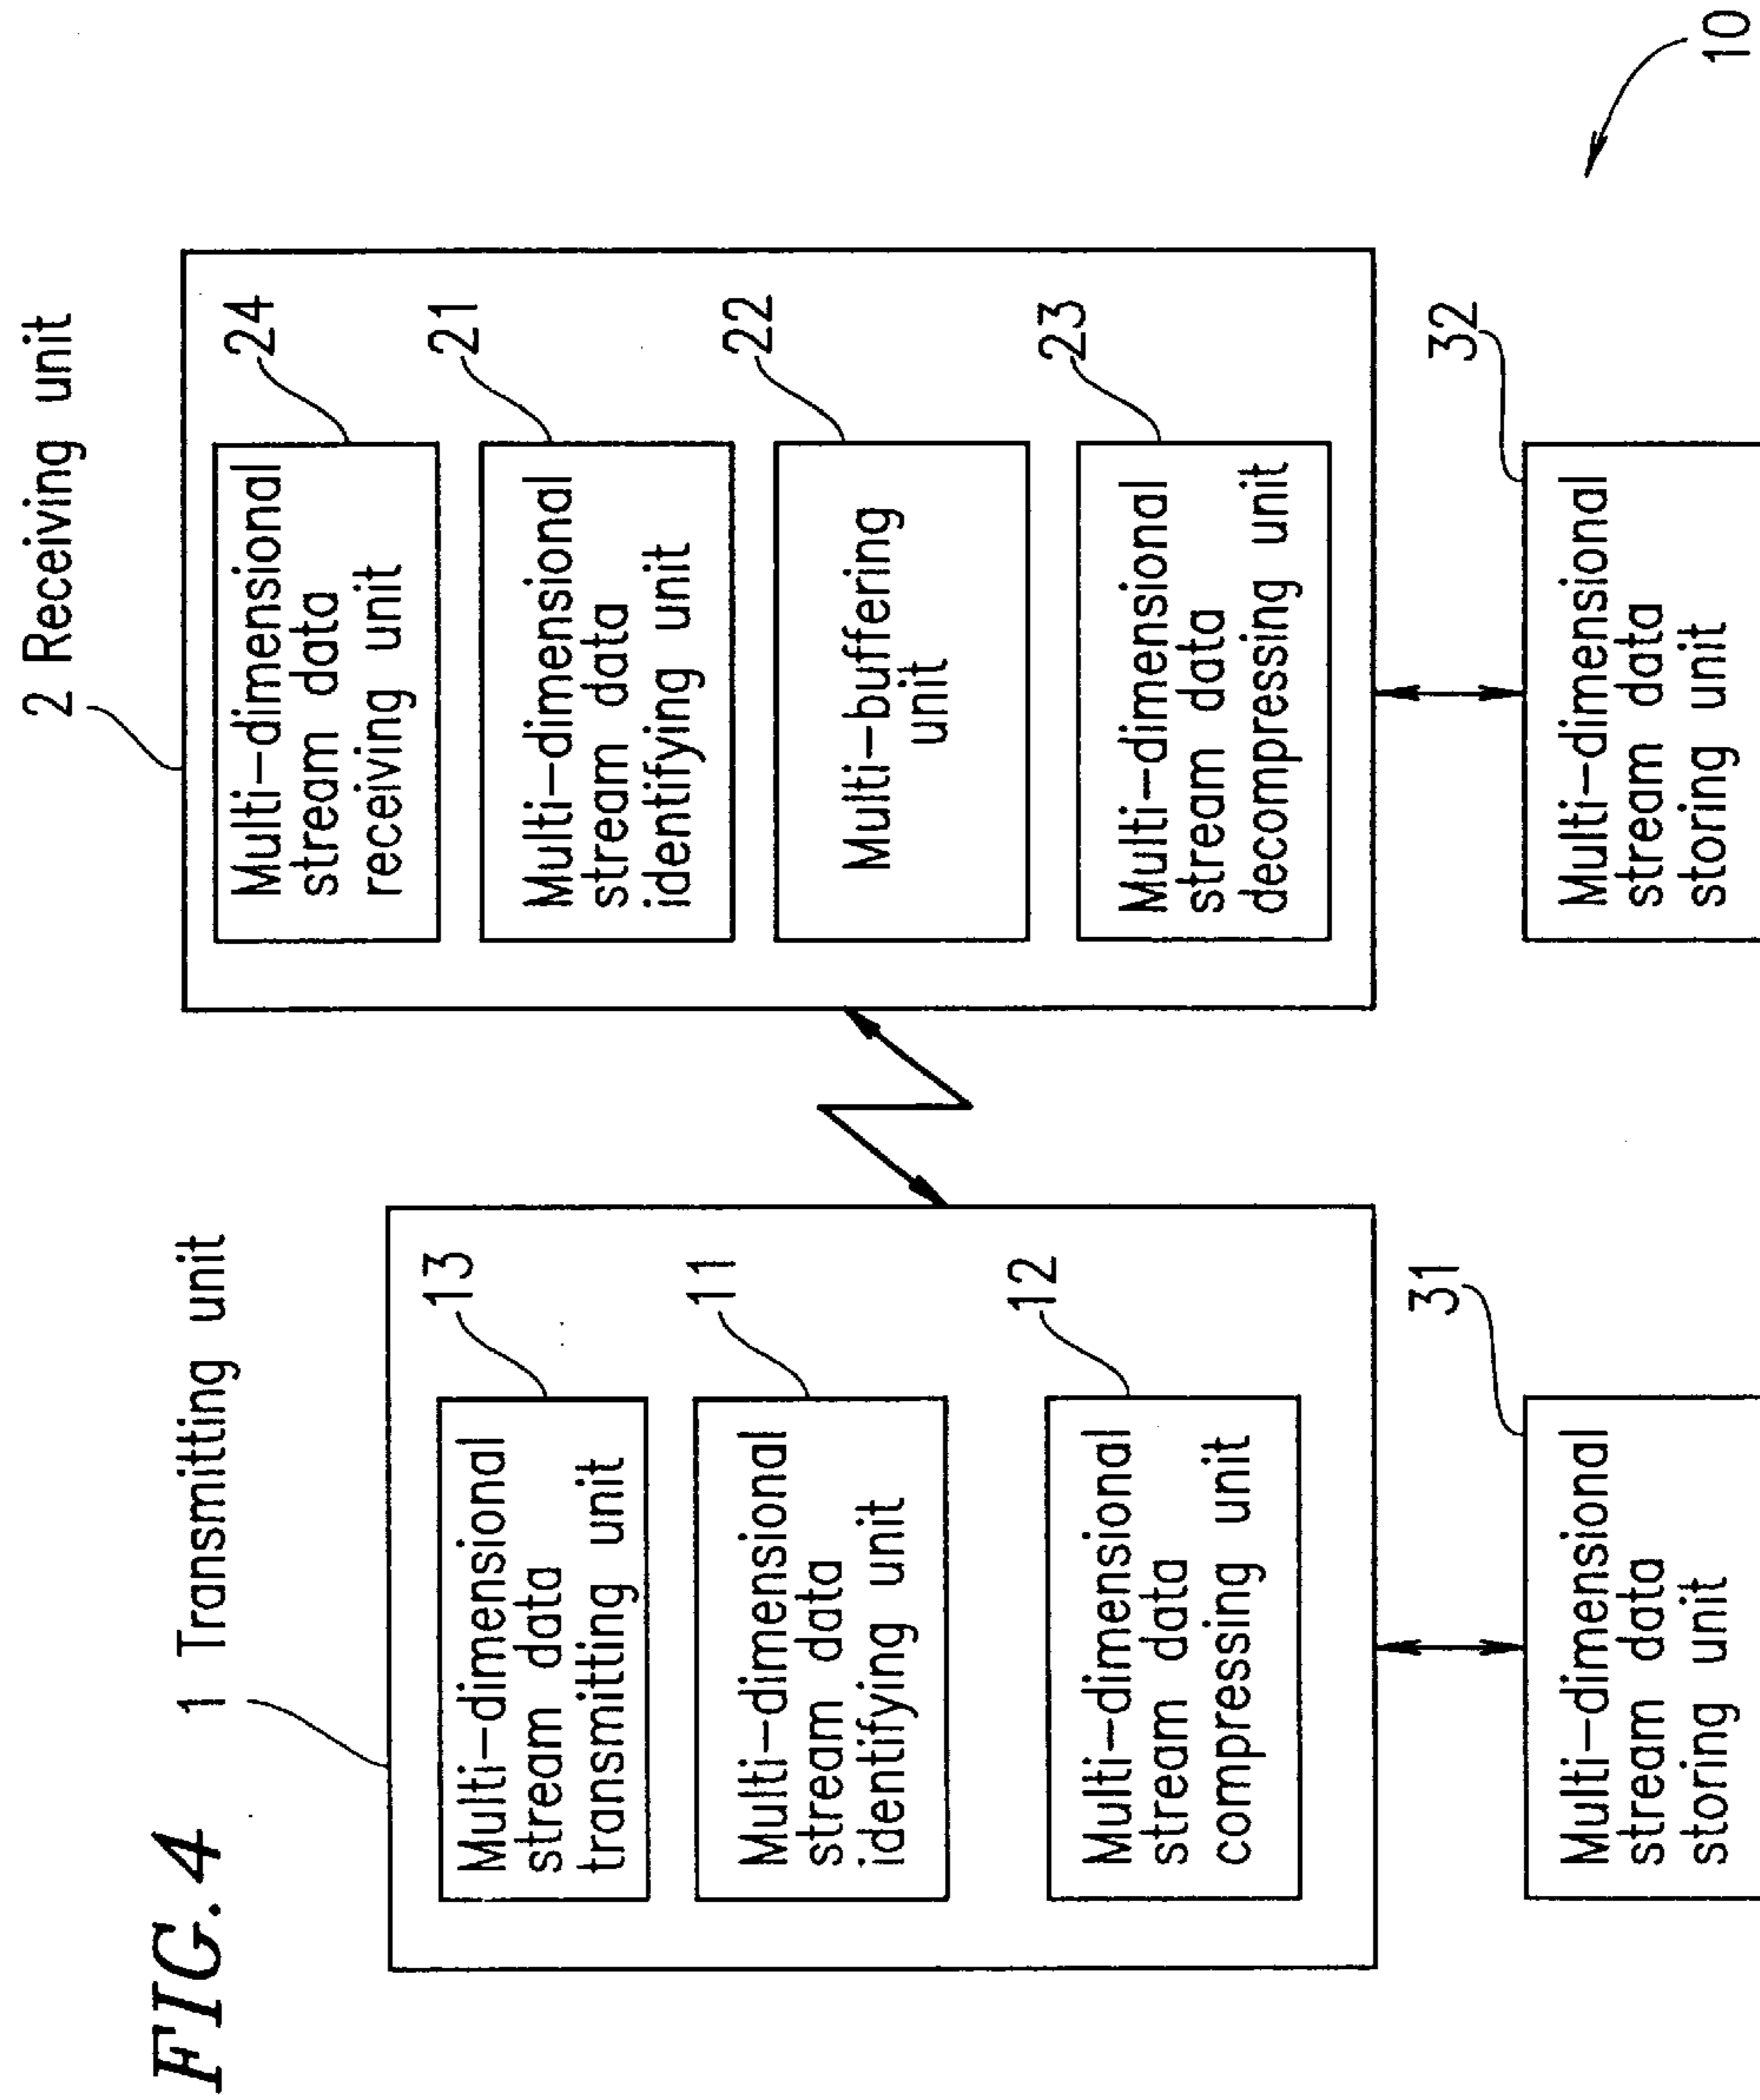 FIG. 4
1 Transmitting unit
13
Multi-dimensional
stream data
transmitting unit
11
Multi-dimensional
stream data
identifying unit
12
Multi-dimensional
stream data
compressing unit
31
Multi-dimensional
stream data
storing unit
2 Receiving unit
24
Multi-dimensional
stream data
receiving unit
21
Multi-dimensional
stream data
identifying unit
22
Multi-buffering
unit
23
Multi-dimensional
stream data
decompressing unit
32
Multi-dimensional
stream data
storing unit
10